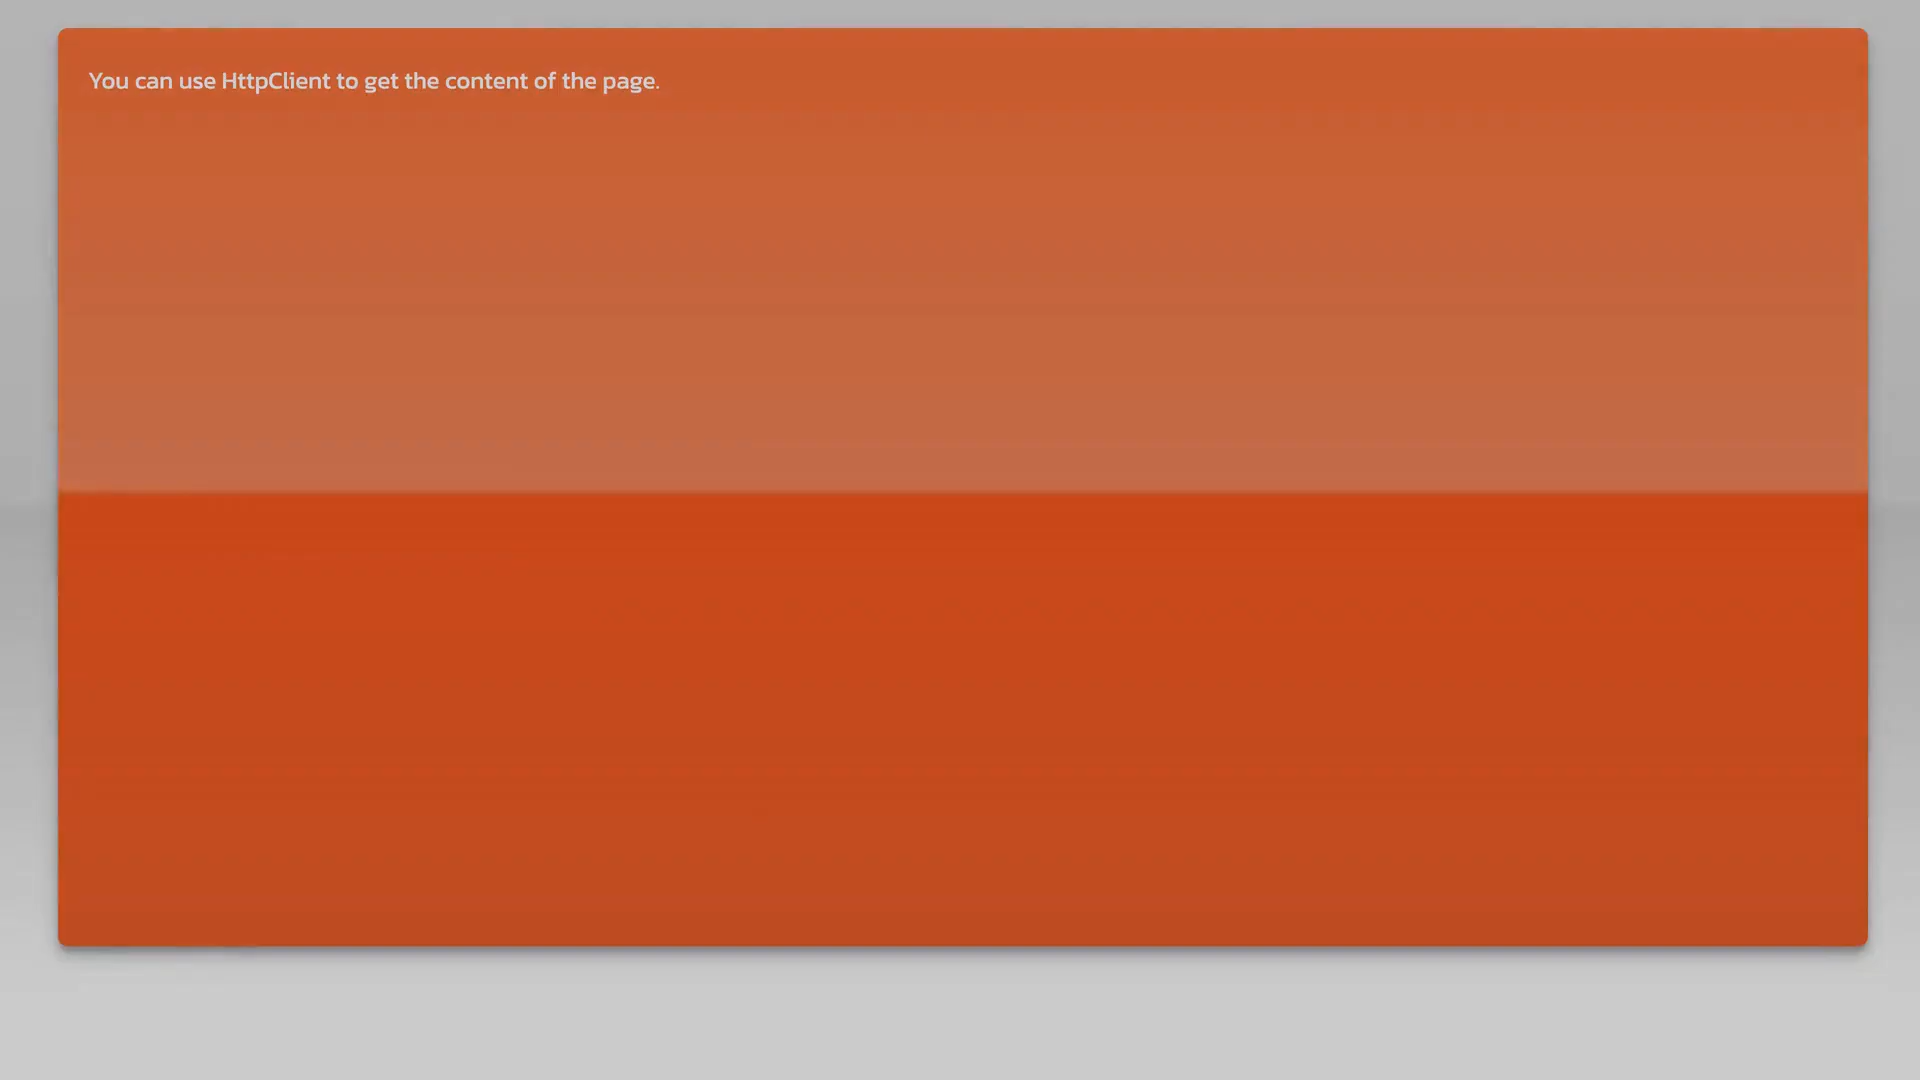 You can use HttpClient to get the content of the page.